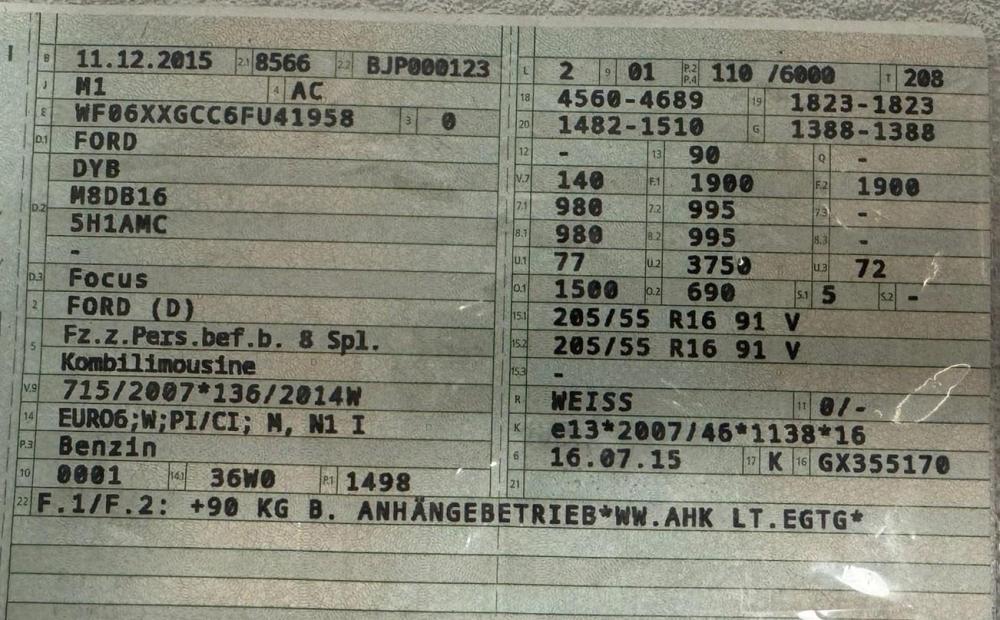 B 11.12.2015 2.1 8566 2.2 BJP000123
J M1 4 AC
E WF06XXGCC6FU41958 3 0
D.1 FORD
DYB
D.2 M8DB16
5H1AMC
-
D.3 Focus
2 FORD (D)
5 Fz.z.Pers.bef.b. 8 Spl.
Kombilimousine
V.9 715/2007*136/2014W
14 EURO6;W;PI/CI; M, N1 I
P.3 Benzin
10 0001 14.1 36W0 P.1 1498
L 2 9 01 P.2 P.4 110 /6000 T 208
18 4560-4689 19 1823-1823
20 1482-1510 G 1388-1388
12 - 13 90 Q -
V.7 140 F.1 1900 F.2 1900
7.1 980 7.2 995 7.3 -
8.1 980 8.2 995 8.3 -
U.1 77 U.2 3750 U.3 72
O.1 1500 O.2 690 S.1 5 S.2 -
15.1 205/55 R16 91 V
15.2 205/55 R16 91 V
15.3 -
R WEISS 11 0/-
K e13*2007/46*1138*16
6 16.07.15 17 K 16 GX355170
21
22 F.1/F.2: +90 KG B. ANHÄNGEBETRIEB*WW.AHK LT.EGTG*